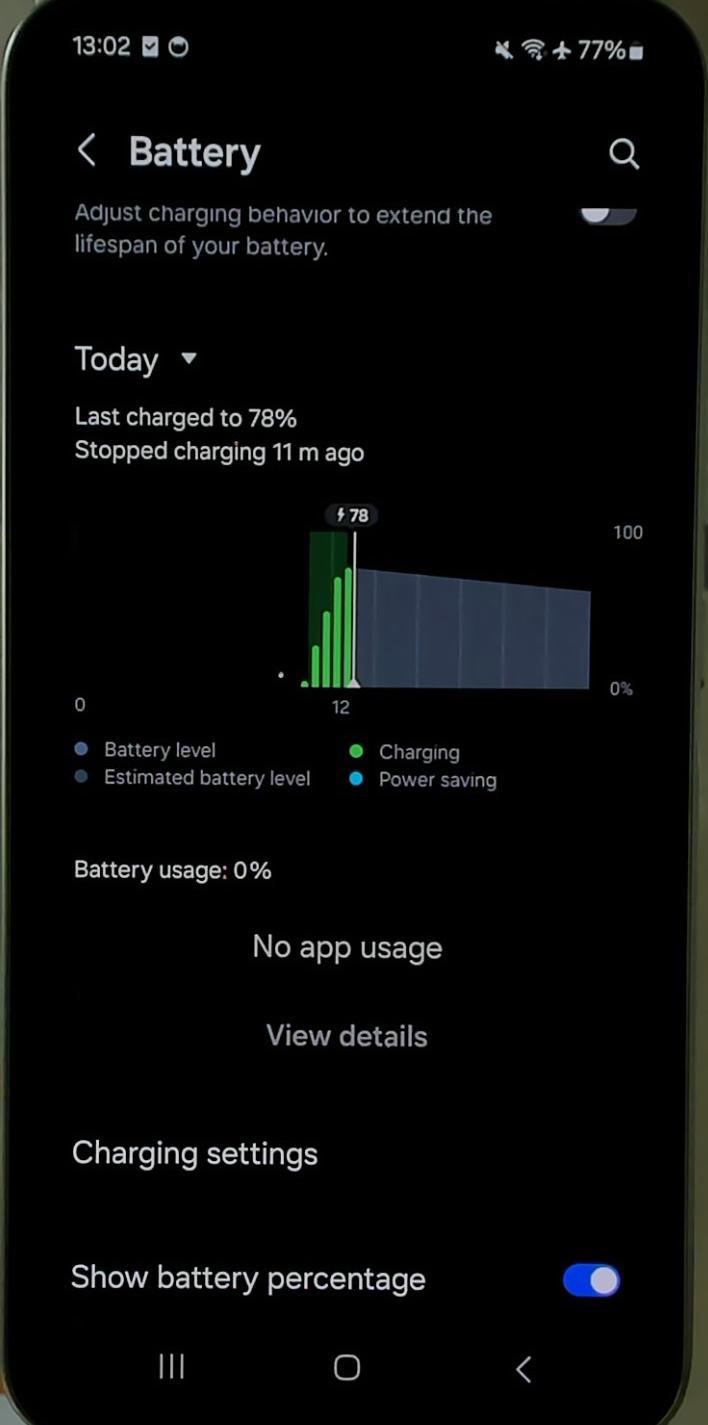 13:02
77%
Battery
Adjust charging behavior to extend the
lifespan of your battery.
Today
Last charged to 78%
Stopped charging 11 m ago
78
100
0%
0
12
Battery level
Charging
Estimated battery level
Power saving
Battery usage: 0%
No app usage
View details
Charging settings
Show battery percentage